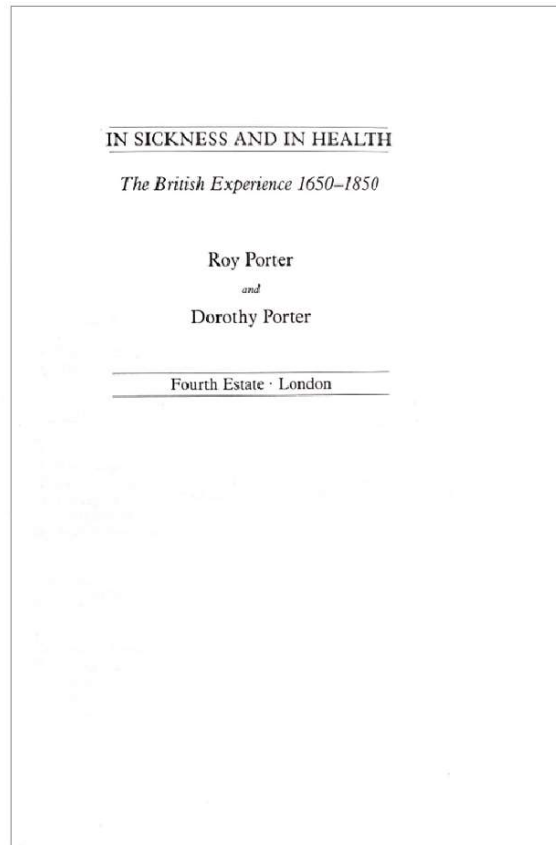 IN SICKNESS AND IN HEALTH
The British Experience 1650–1850
Roy Porter
and
Dorothy Porter
Fourth Estate · London